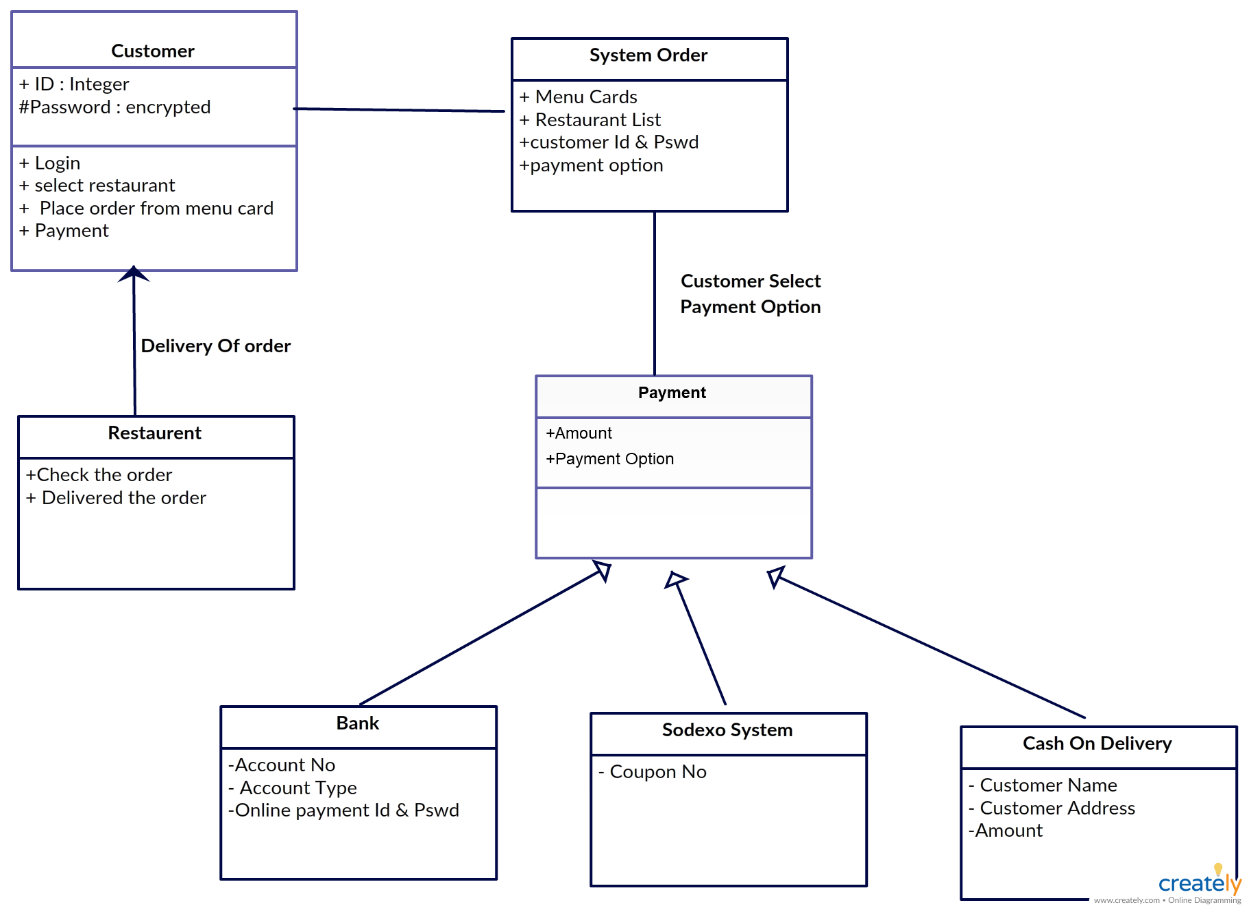 Customer
+ ID : Integer
#Password : encrypted
+ Login
+ select restaurant
+  Place order from menu card
+ Payment
System Order
+ Menu Cards
+ Restaurant List
+customer Id & Pswd
+payment option
Customer Select
Payment Option
Delivery Of order
Restaurent
+Check the order
+ Delivered the order
Payment
+Amount
+Payment Option
Bank
-Account No
- Account Type
-Online payment Id & Pswd
Sodexo System
- Coupon No
Cash On Delivery
- Customer Name
- Customer Address
-Amount
creately
www.creately.com • Online Diagramming